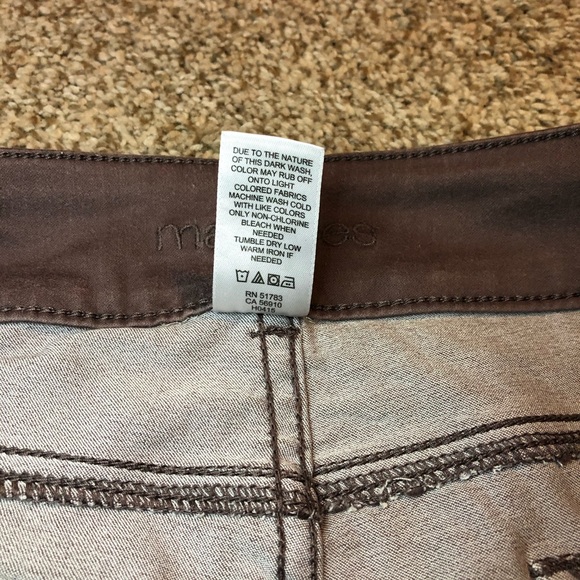 DUE TO THE NATURE
OF THIS DARK WASH,
COLOR MAY RUB OFF
ONTO LIGHT
COLORED FABRICS
MACHINE WASH COLD
WITH LIKE COLORS
ONLY NON-CHLORINE
BLEACH WHEN
NEEDED
TUMBLE DRY LOW
WARM IRON IF
NEEDED
RN 51783
CA 56910
H0415